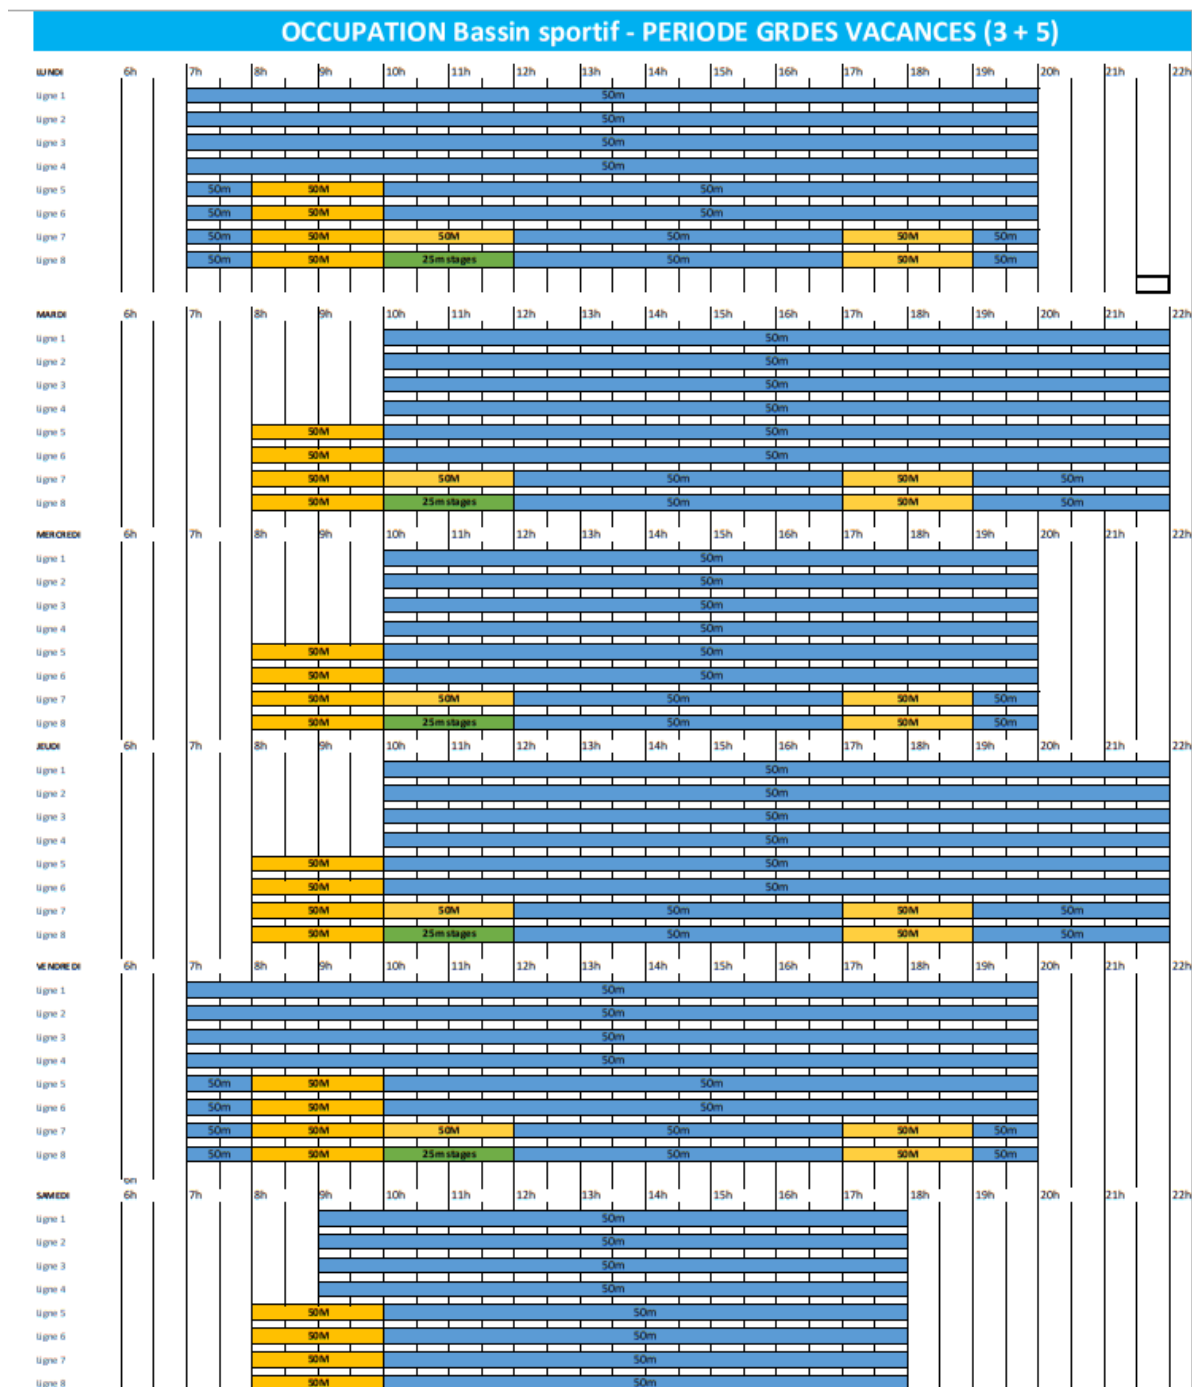 OCCUPATION Bassin sportif - PERIODE GRDES VACANCES (3 + 5)
LUNDI 6h 7h 8h 9h 10h 11h 12h 13h 14h 15h 16h 17h 18h 19h 20h 21h 22h
ligne 1 50m
ligne 2 50m
ligne 3 50m
ligne 4 50m
ligne 5 50m 50M 50m
ligne 6 50m 50M 50m
ligne 7 50m 50M 50M 50m 50M 50m
ligne 8 50m 50M 25m stages 50m 50M 50m
MARDI 6h 7h 8h 9h 10h 11h 12h 13h 14h 15h 16h 17h 18h 19h 20h 21h 22h
ligne 1 50m
ligne 2 50m
ligne 3 50m
ligne 4 50m
ligne 5 50M 50m
ligne 6 50M 50m
ligne 7 50M 50M 50m 50M 50m
ligne 8 50M 25m stages 50m 50M 50m
MERCREDI 6h 7h 8h 9h 10h 11h 12h 13h 14h 15h 16h 17h 18h 19h 20h 21h 22h
ligne 1 50m
ligne 2 50m
ligne 3 50m
ligne 4 50m
ligne 5 50M 50m
ligne 6 50M 50m
ligne 7 50M 50M 50m 50M 50m
ligne 8 50M 25m stages 50m 50M 50m
JEUDI 6h 7h 8h 9h 10h 11h 12h 13h 14h 15h 16h 17h 18h 19h 20h 21h 22h
ligne 1 50m
ligne 2 50m
ligne 3 50m
ligne 4 50m
ligne 5 50M 50m
ligne 6 50M 50m
ligne 7 50M 50M 50m 50M 50m
ligne 8 50M 25m stages 50m 50M 50m
VENDREDI 6h 7h 8h 9h 10h 11h 12h 13h 14h 15h 16h 17h 18h 19h 20h 21h 22h
ligne 1 50m
ligne 2 50m
ligne 3 50m
ligne 4 50m
ligne 5 50m 50M 50m
ligne 6 50m 50M 50m
ligne 7 50m 50M 50M 50m 50M 50m
ligne 8 50m 50M 25m stages 50m 50M 50m
SAMEDI 6h 7h 8h 9h 10h 11h 12h 13h 14h 15h 16h 17h 18h 19h 20h 21h 22h
ligne 1 50m
ligne 2 50m
ligne 3 50m
ligne 4 50m
ligne 5 50M 50m
ligne 6 50M 50m
ligne 7 50M 50m
ligne 8 50M 50m